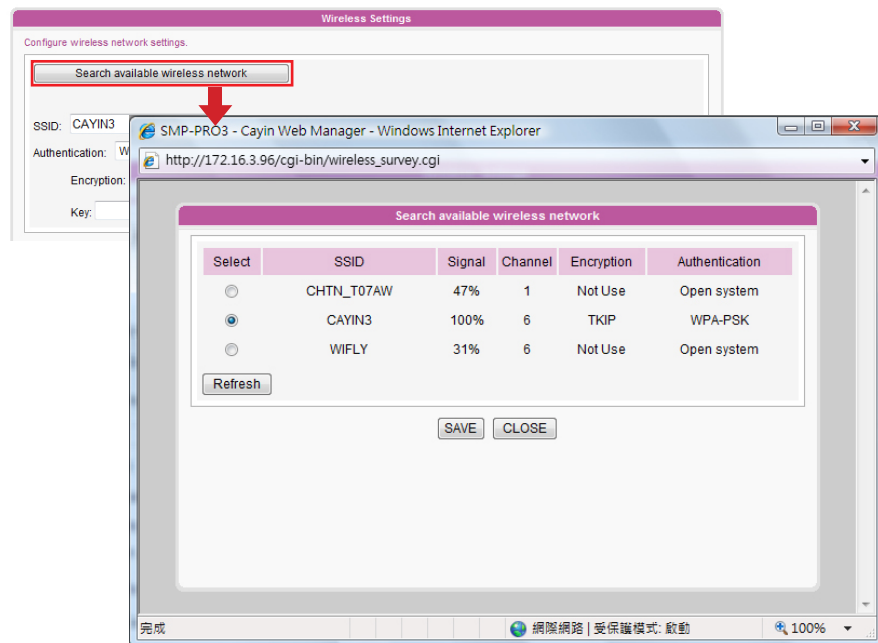 Wireless Settings
Configure wireless network settings.
Search available wireless network
SSID: CAYIN3
Authentication: W
Encryption:
Key:
SMP-PRO3 - Cayin Web Manager - Windows Internet Explorer
http://172.16.3.96/cgi-bin/wireless_survey.cgi
Search available wireless network
Select SSID Signal Channel Encryption Authentication
CHTN_T07AW 47% 1 Not Use Open system
CAYIN3 100% 6 TKIP WPA-PSK
WIFLY 31% 6 Not Use Open system
Refresh
SAVE CLOSE
完成 網際網路 | 受保護模式: 啟動 100%